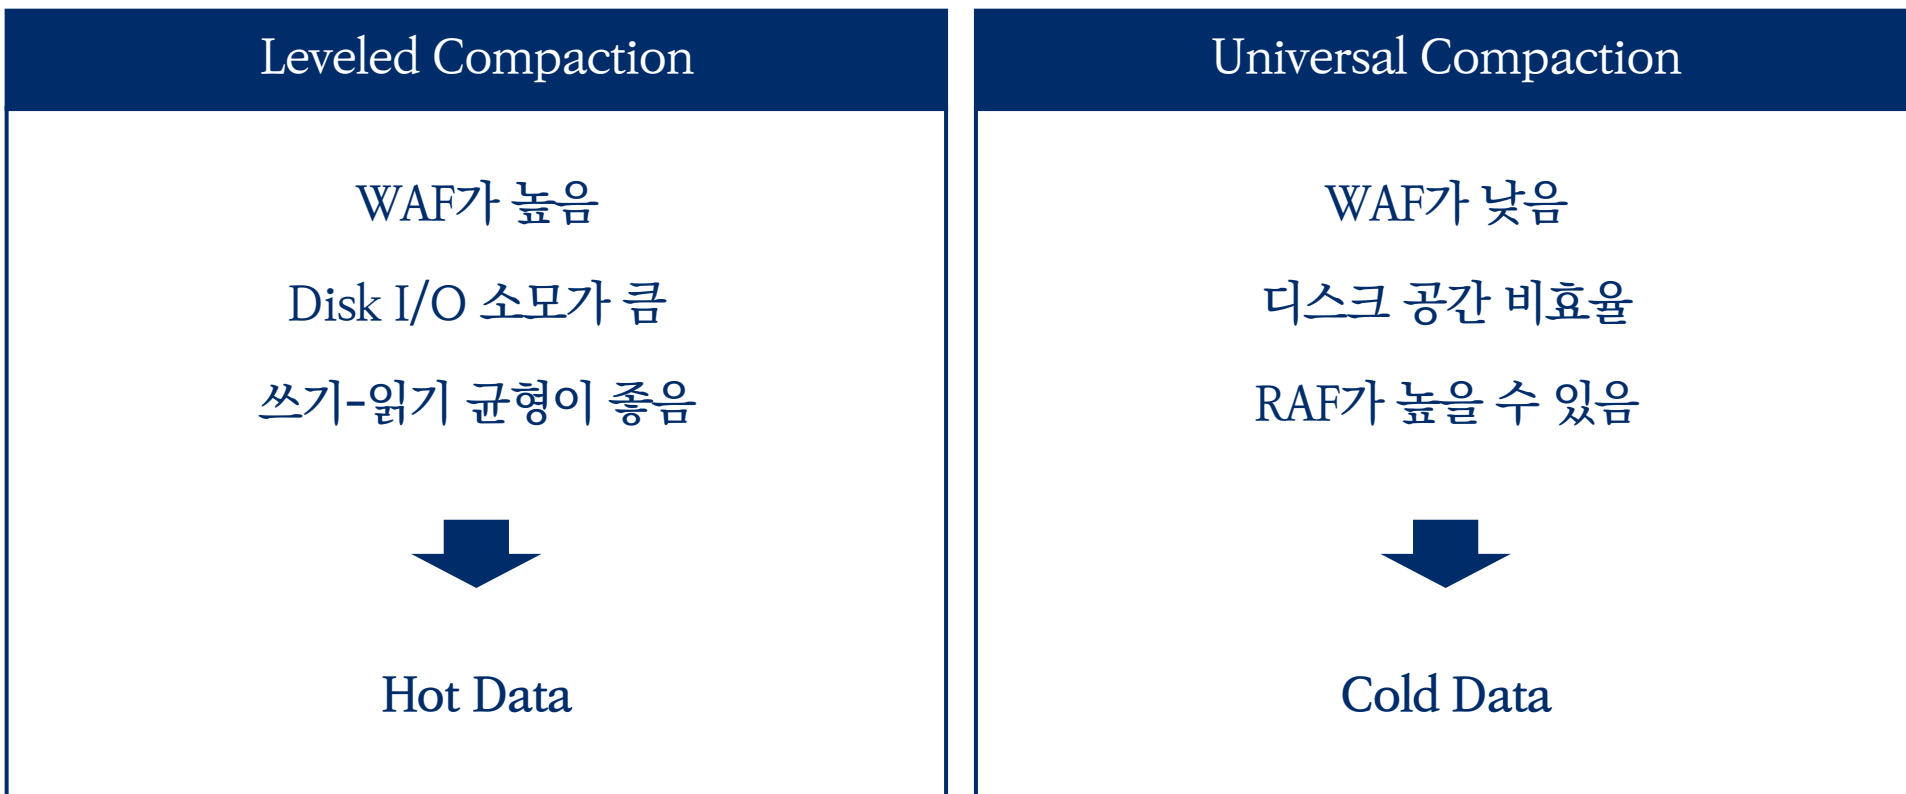 Leveled Compaction
WAF가 높음
Disk I/O 소모가 큼
쓰기-읽기 균형이 좋음
Hot Data
Universal Compaction
WAF가 낮음
디스크 공간 비효율
RAF가 높을 수 있음
Cold Data